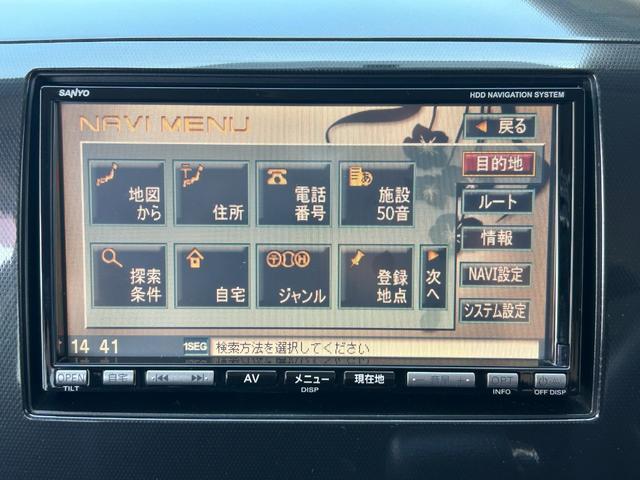 SANYO
HDD NAVIGATION SYSTEM
NAVI MENU
戻る
地図から
住所
電話番号
施設50音
目的地
ルート
情報
NAVI設定
システム設定
探索条件
自宅
ジャンル
登録地点
次へ
14 41
1SEG
検索方法を選択してください
OPEN
TILT
自宅
AV
メニュー
DISP
現在地
音量
OPT
INFO
OFF DISP